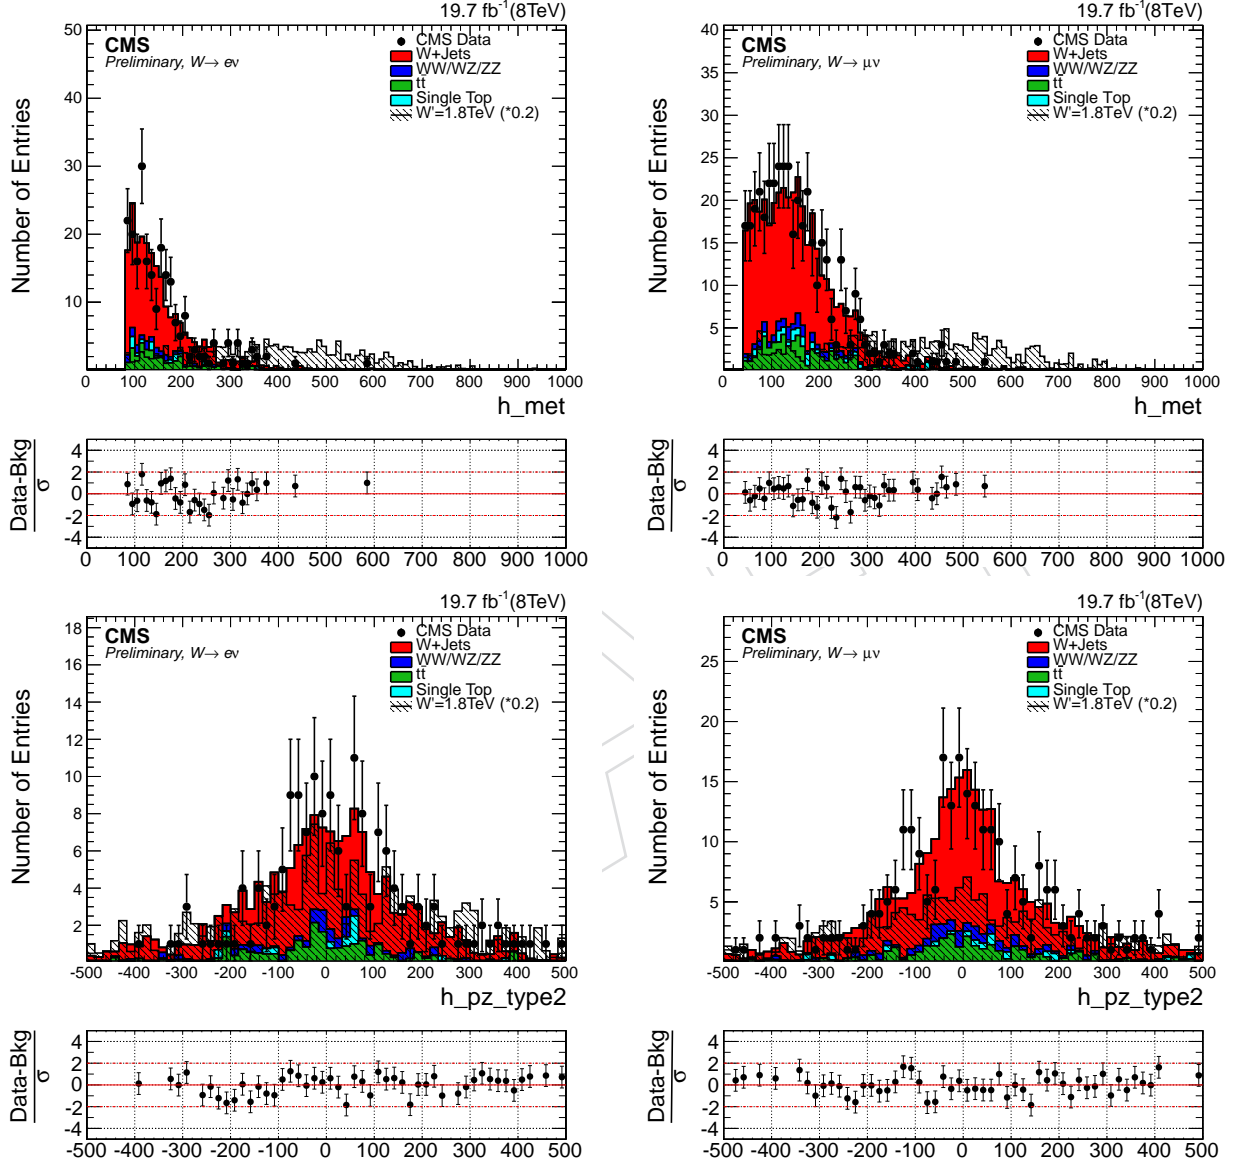 19.7 fb⁻¹(8TeV)
CMS
Preliminary, W→ eν
CMS Data
W+Jets
WW/WZ/ZZ
tt̄
Single Top
W'=1.8TeV (*0.2)
Number of Entries
50
40
30
20
10
0 100 200 300 400 500 600 700 800 900 1000
h_met
Data-Bkg
σ
4
2
0
-2
-4
0 100 200 300 400 500 600 700 800 900 1000
19.7 fb⁻¹(8TeV)
CMS
Preliminary, W→ μν
CMS Data
W+Jets
WW/WZ/ZZ
tt̄
Single Top
W'=1.8TeV (*0.2)
Number of Entries
40
35
30
25
20
15
10
5
0 100 200 300 400 500 600 700 800 900 1000
h_met
Data-Bkg
σ
4
2
0
-2
-4
0 100 200 300 400 500 600 700 800 900 1000
19.7 fb⁻¹(8TeV)
CMS
Preliminary, W→ eν
CMS Data
W+Jets
WW/WZ/ZZ
tt̄
Single Top
W'=1.8TeV (*0.2)
Number of Entries
18
16
14
12
10
8
6
4
2
-500 -400 -300 -200 -100 0 100 200 300 400 500
h_pz_type2
Data-Bkg
σ
4
2
0
-2
-4
-500 -400 -300 -200 -100 0 100 200 300 400 500
19.7 fb⁻¹(8TeV)
CMS
Preliminary, W→ μν
CMS Data
W+Jets
WW/WZ/ZZ
tt̄
Single Top
W'=1.8TeV (*0.2)
Number of Entries
25
20
15
10
5
-500 -400 -300 -200 -100 0 100 200 300 400 500
h_pz_type2
Data-Bkg
σ
4
2
0
-2
-4
-500 -400 -300 -200 -100 0 100 200 300 400 500